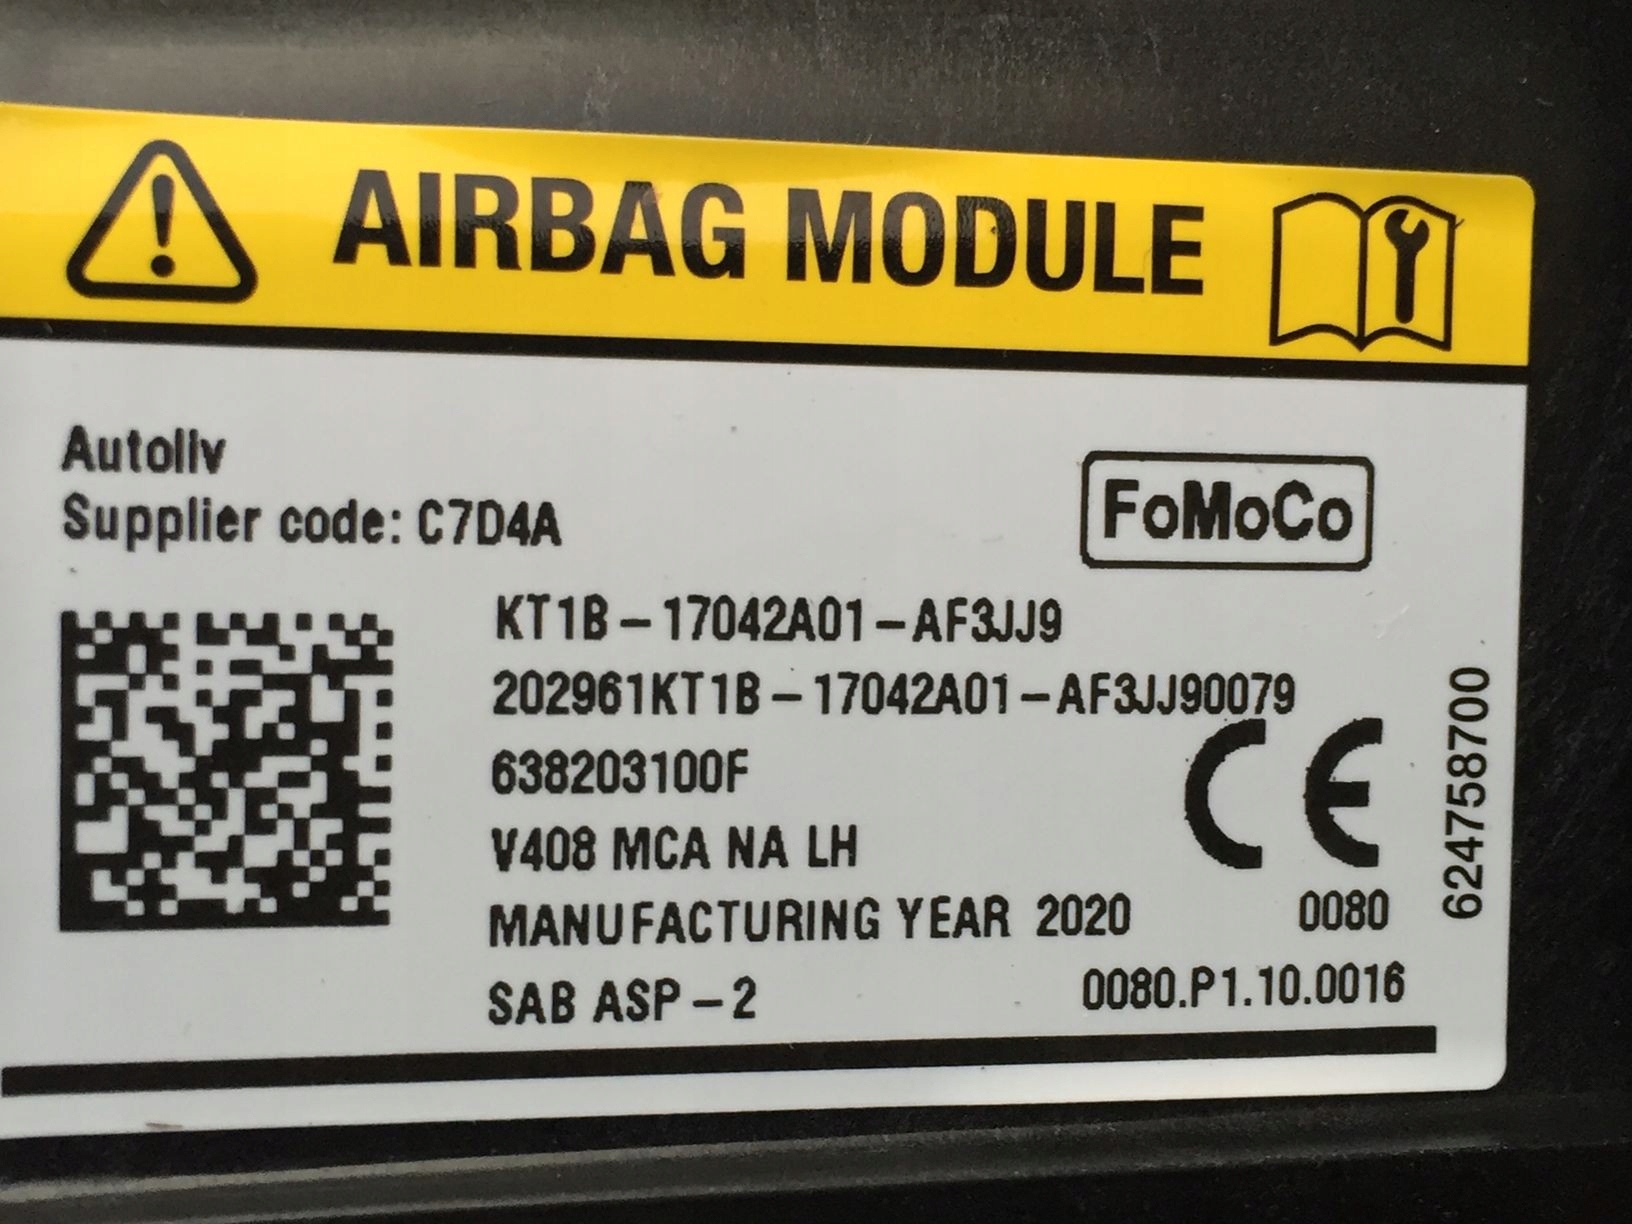 AIRBAG MODULE
Autoliv
Supplier code: C7D4A
FoMoCo
KT1B-17042A01-AF3JJ9
202961KT1B-17042A01-AF3JJ90079
638203100F
V408 MCA NA LH
MANUFACTURING YEAR 2020
SAB ASP-2
CE
0080
0080.P1.10.0016
624758700